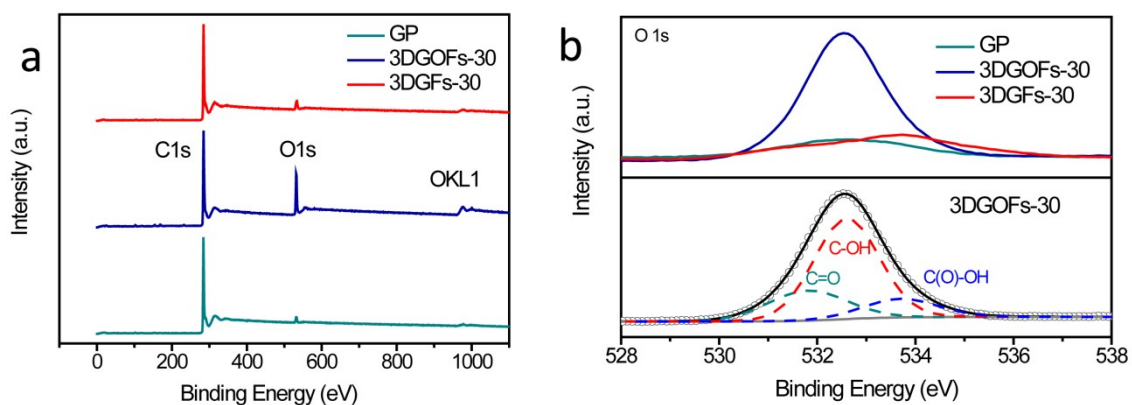 a
GP
3DGOFs-30
3DGFs-30
C1s
O1s
OKL1
Intensity (a.u.)
0 200 400 600 800 1000
Binding Energy (eV)
b
O 1s
GP
3DGOFs-30
3DGFs-30
3DGOFs-30
C-OH
C=O
C(O)-OH
Intensity (a.u.)
528 530 532 534 536 538
Binding Energy (eV)